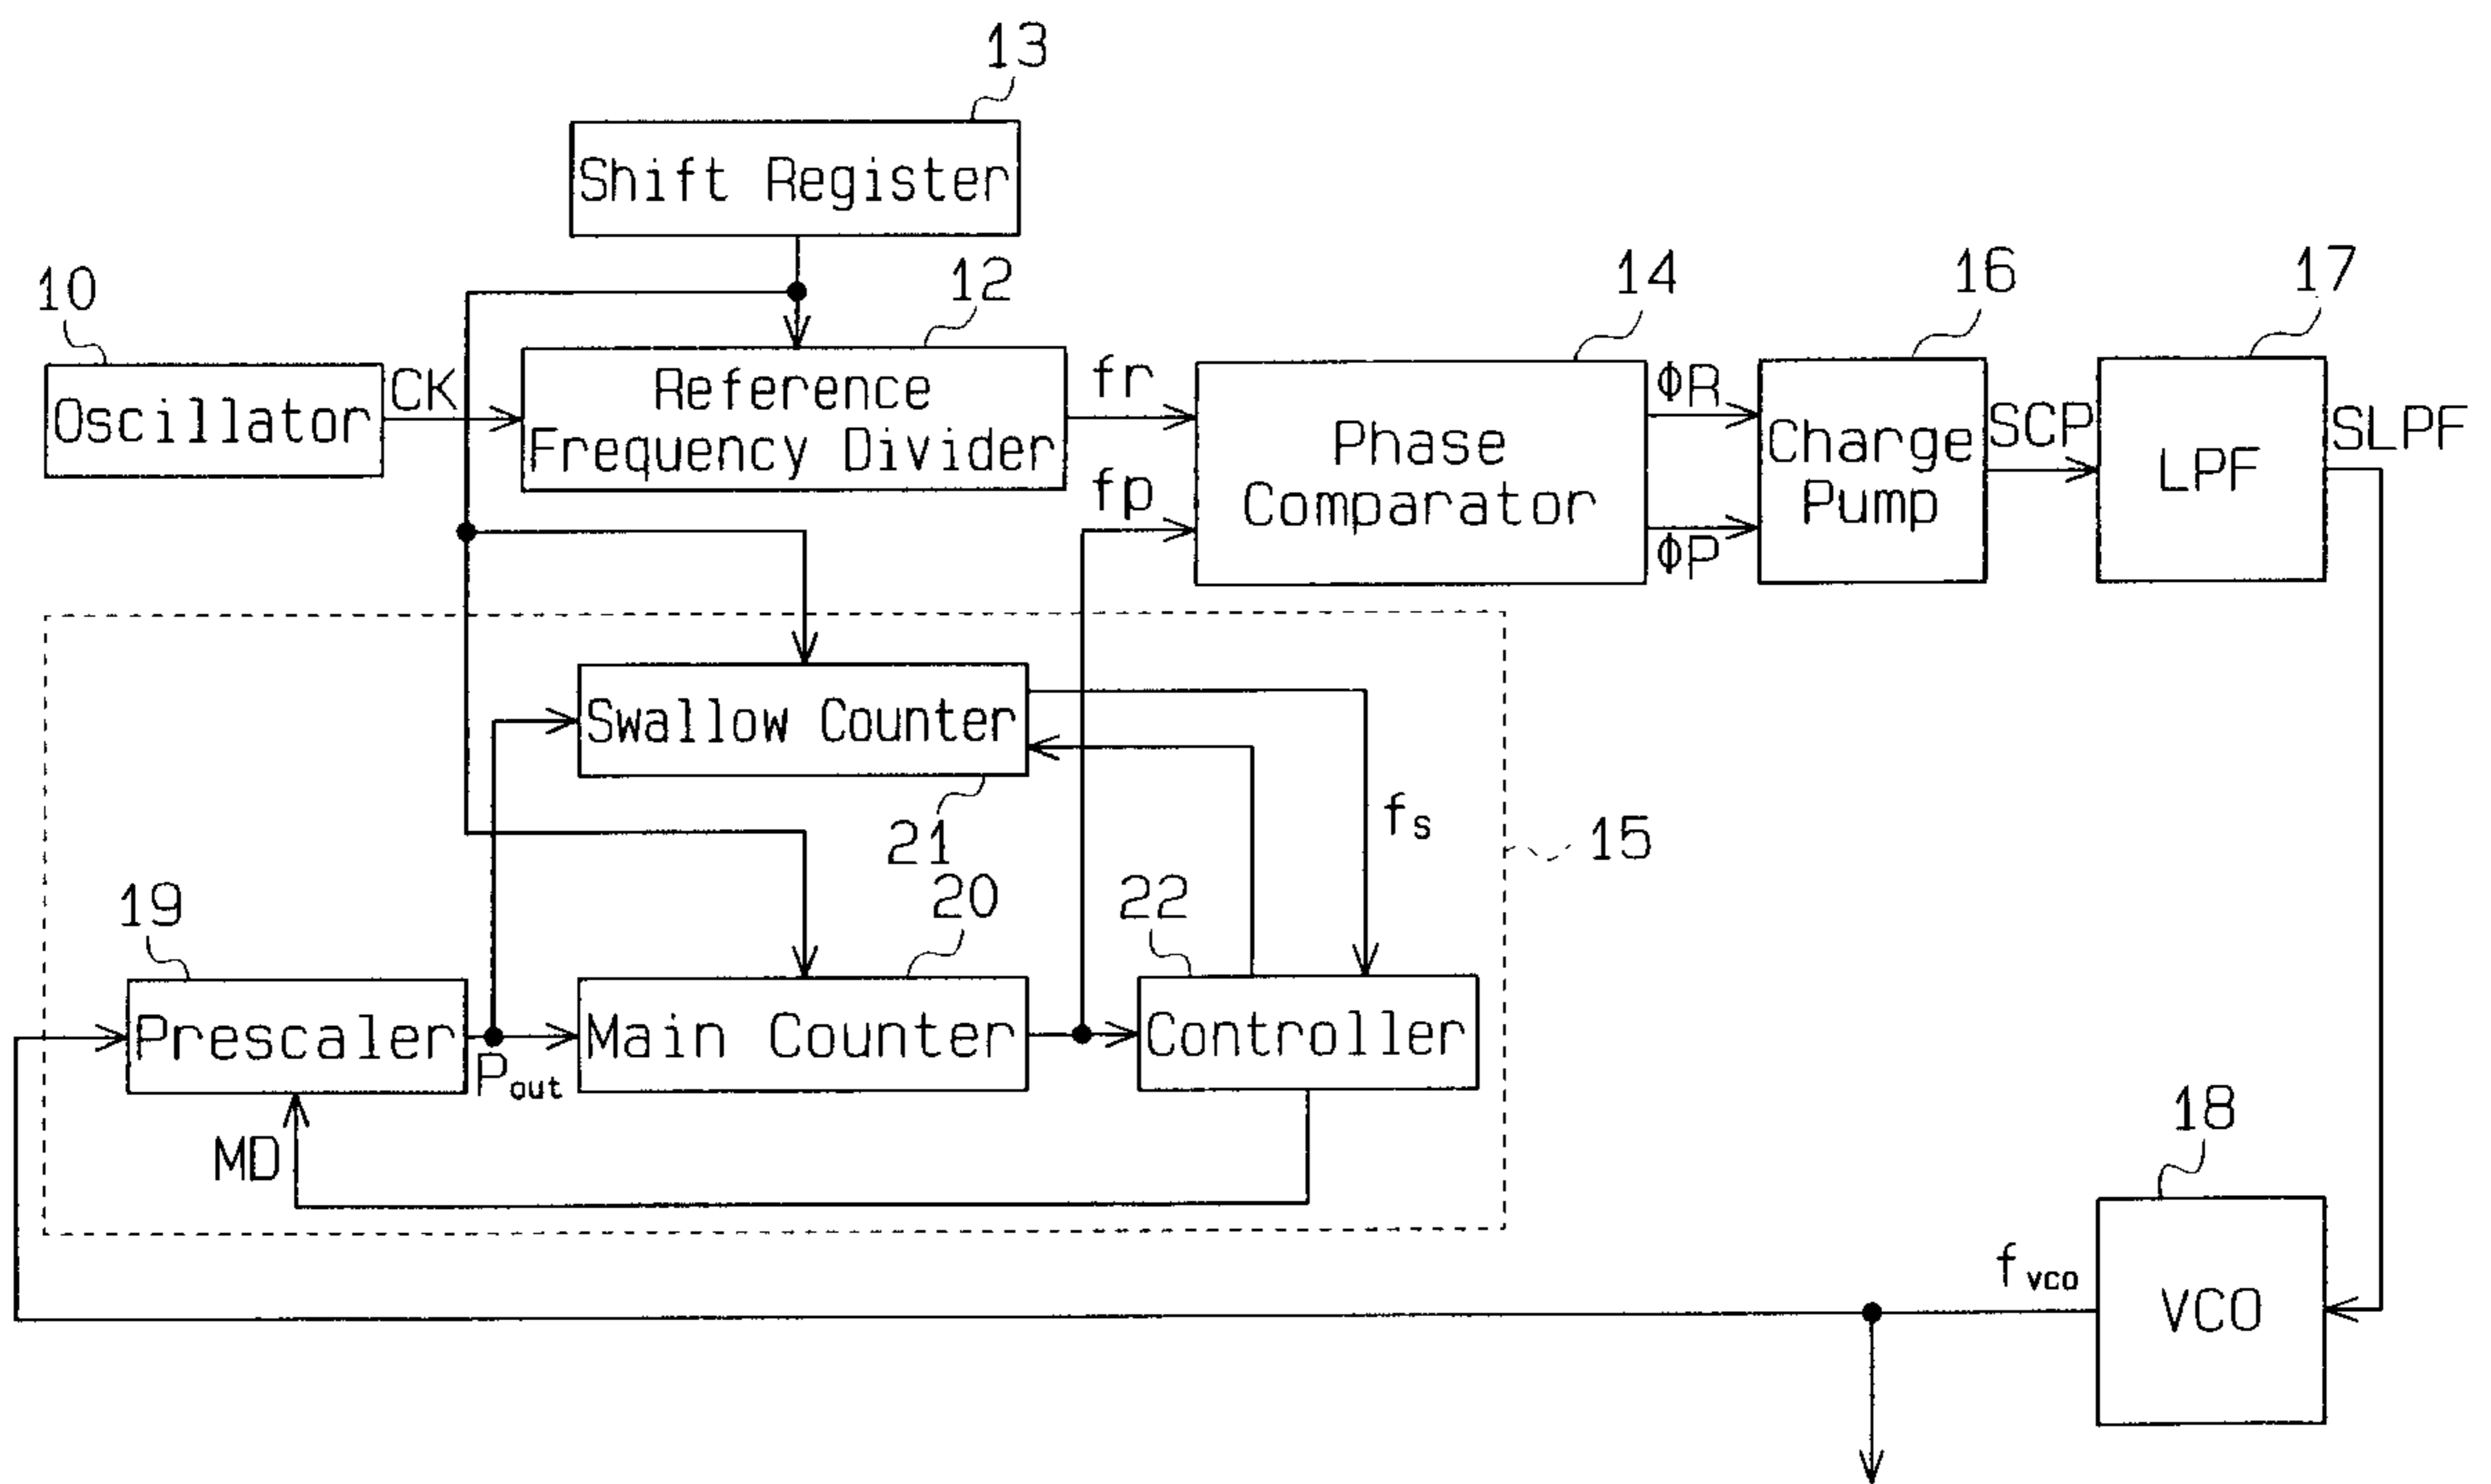 13
Shift Register
10
12
14
16
17
Oscillator
CK
Reference
Frequency Divider
fr
fp
Phase
Comparator
ΦR
ΦP
Charge
Pump
SCP
LPF
SLPF
Swallow Counter
21
fs
15
19
20
22
Prescaler
Pout
Main Counter
Controller
MD
18
fvco
VCO